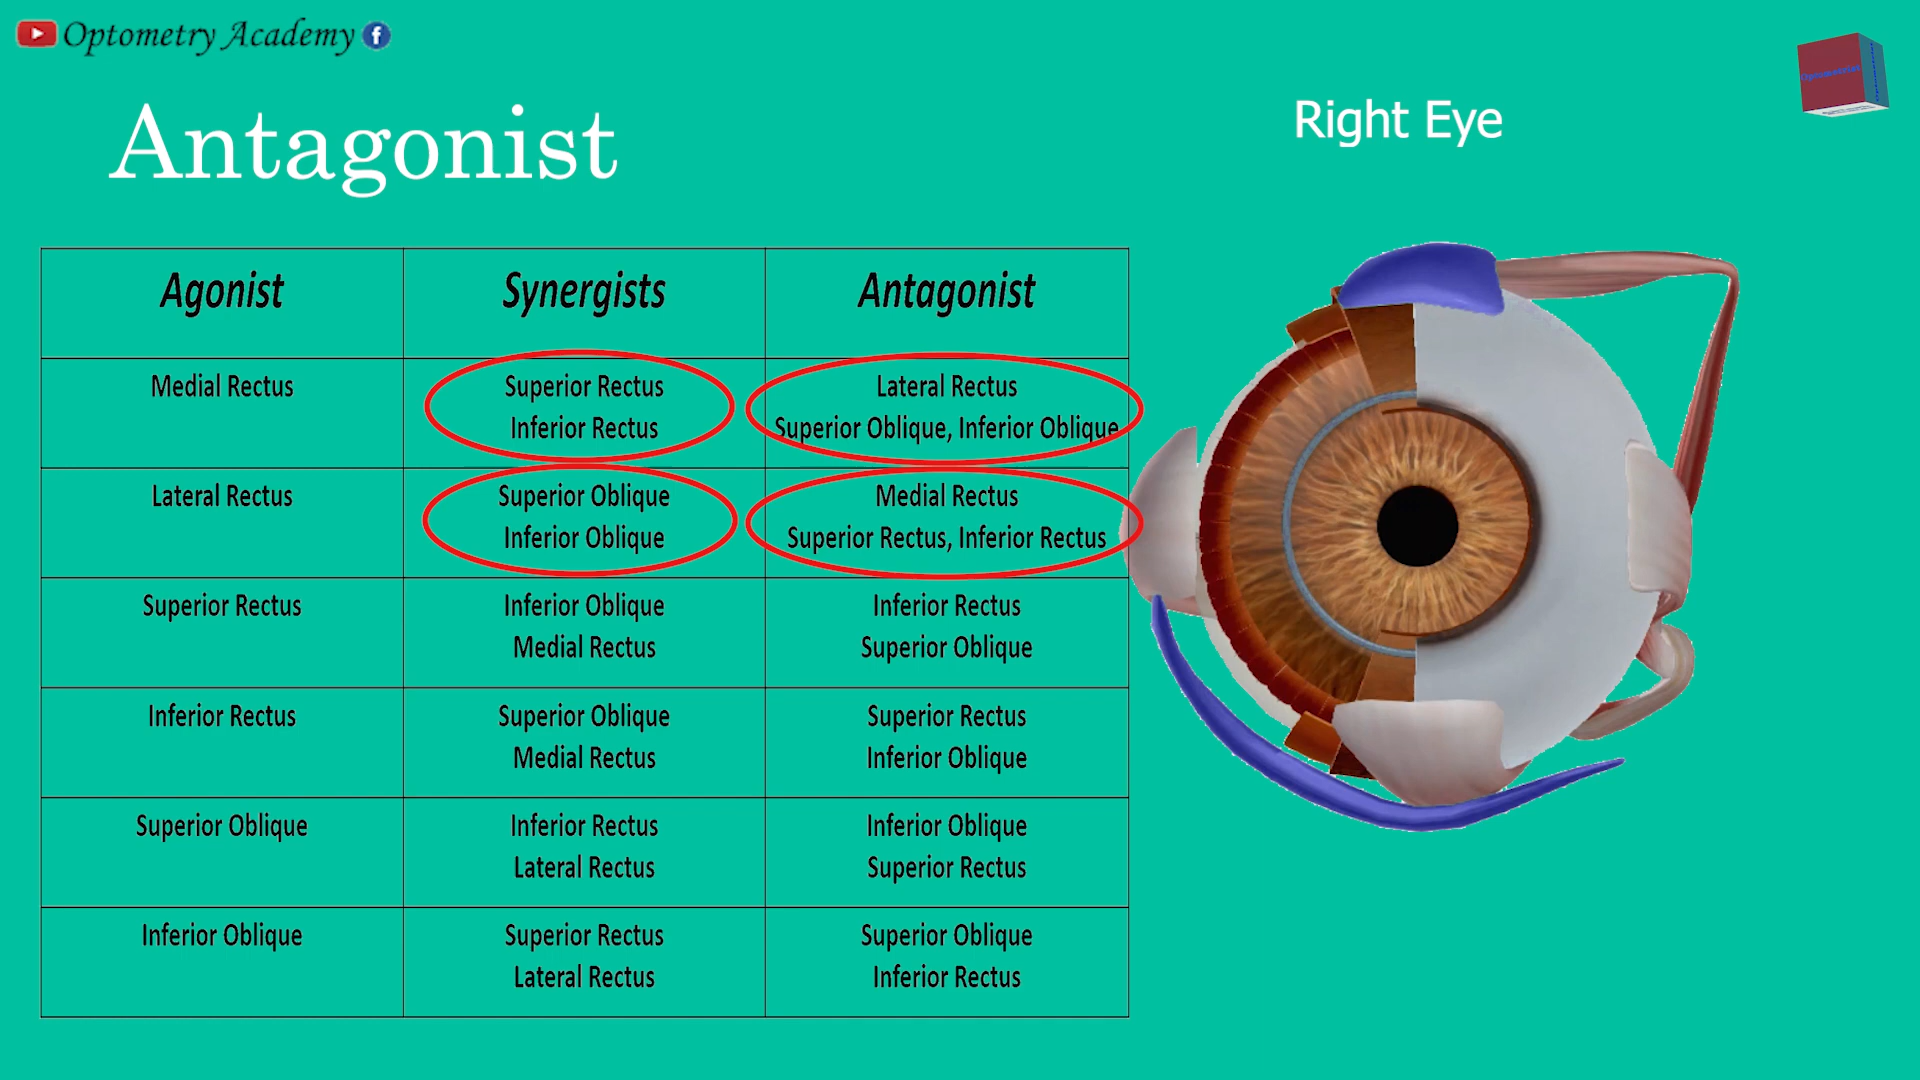 Optometry Academy
Antagonist
Right Eye
Agonist Synergists Antagonist
Medial Rectus Superior Rectus Lateral Rectus
Inferior Rectus Superior Oblique, Inferior Oblique
Lateral Rectus Superior Oblique Medial Rectus
Inferior Oblique Superior Rectus, Inferior Rectus
Superior Rectus Inferior Oblique Inferior Rectus
Medial Rectus Superior Oblique
Inferior Rectus Superior Oblique Superior Rectus
Medial Rectus Inferior Oblique
Superior Oblique Inferior Rectus Inferior Oblique
Lateral Rectus Superior Rectus
Inferior Oblique Superior Rectus Superior Oblique
Lateral Rectus Inferior Rectus